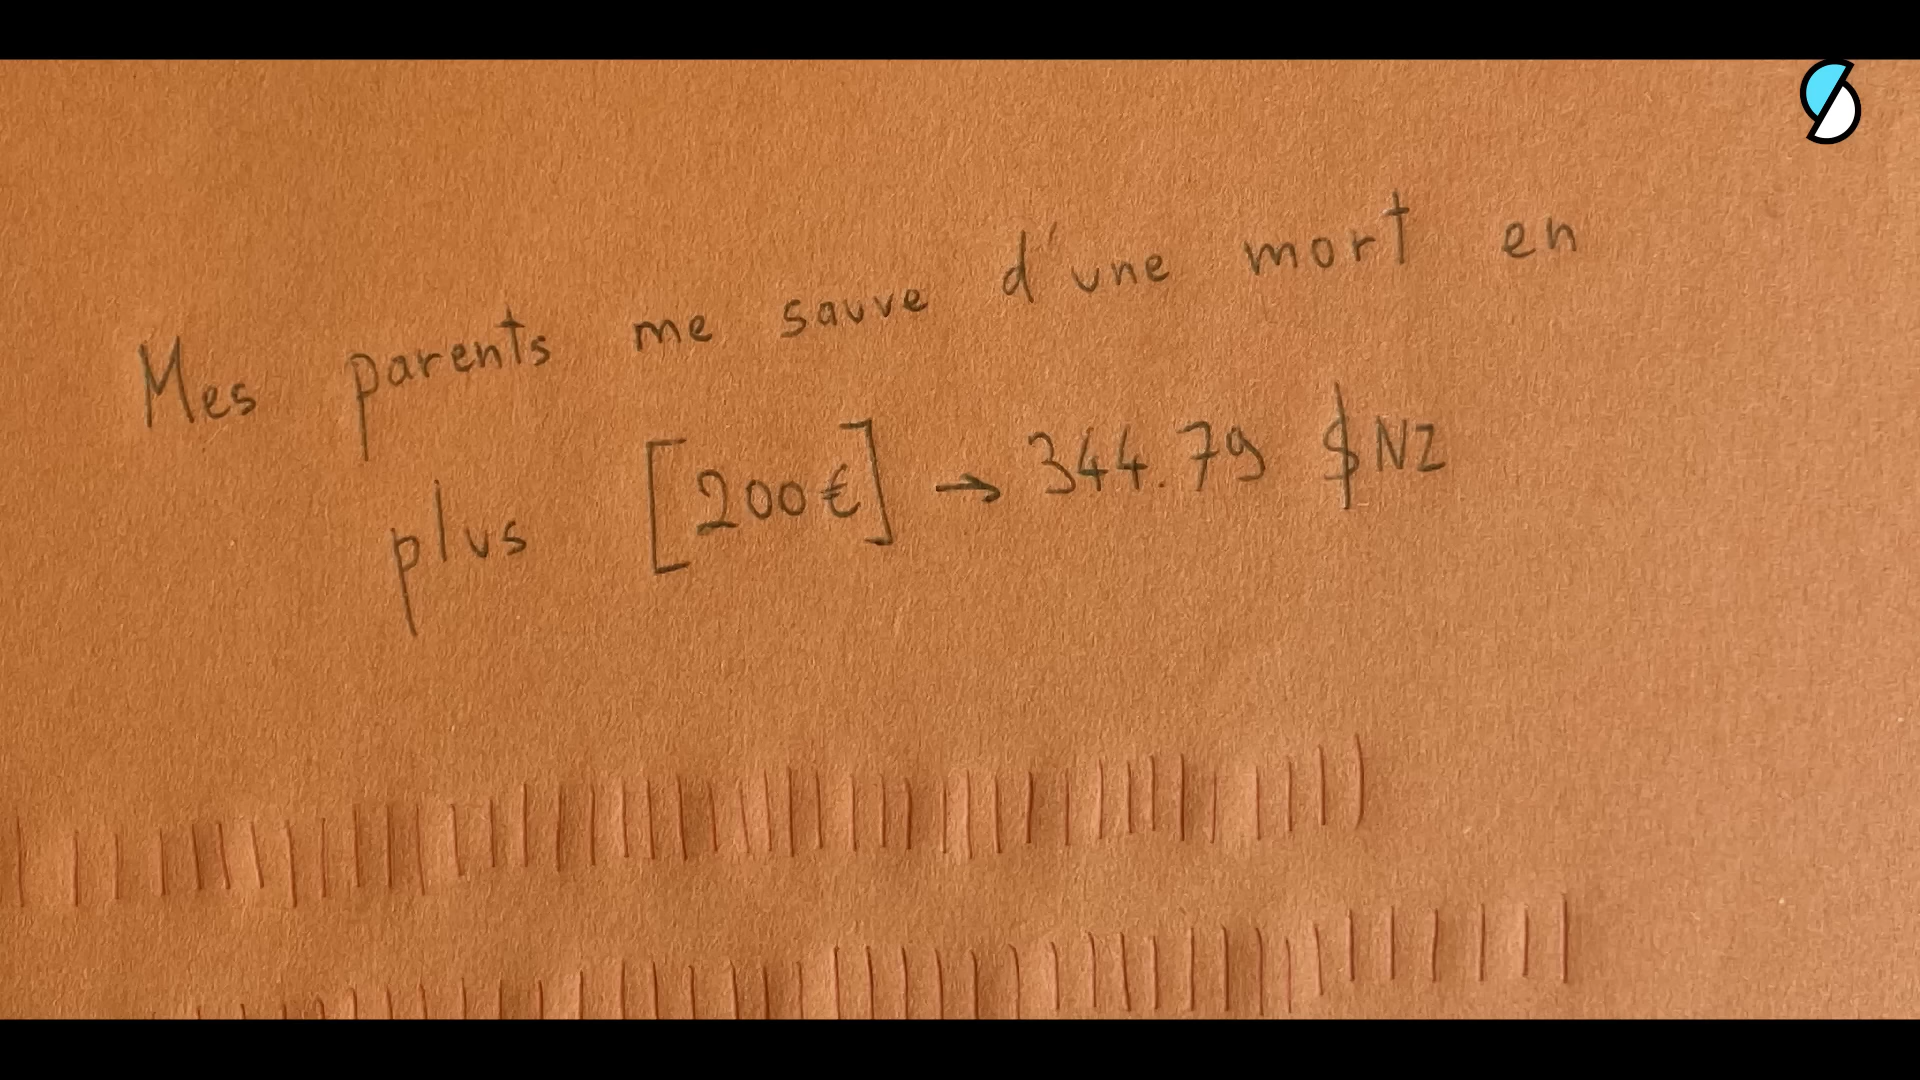 Mes parents me sauve d'une mort en
plus [200€] → 344.79 $NZ